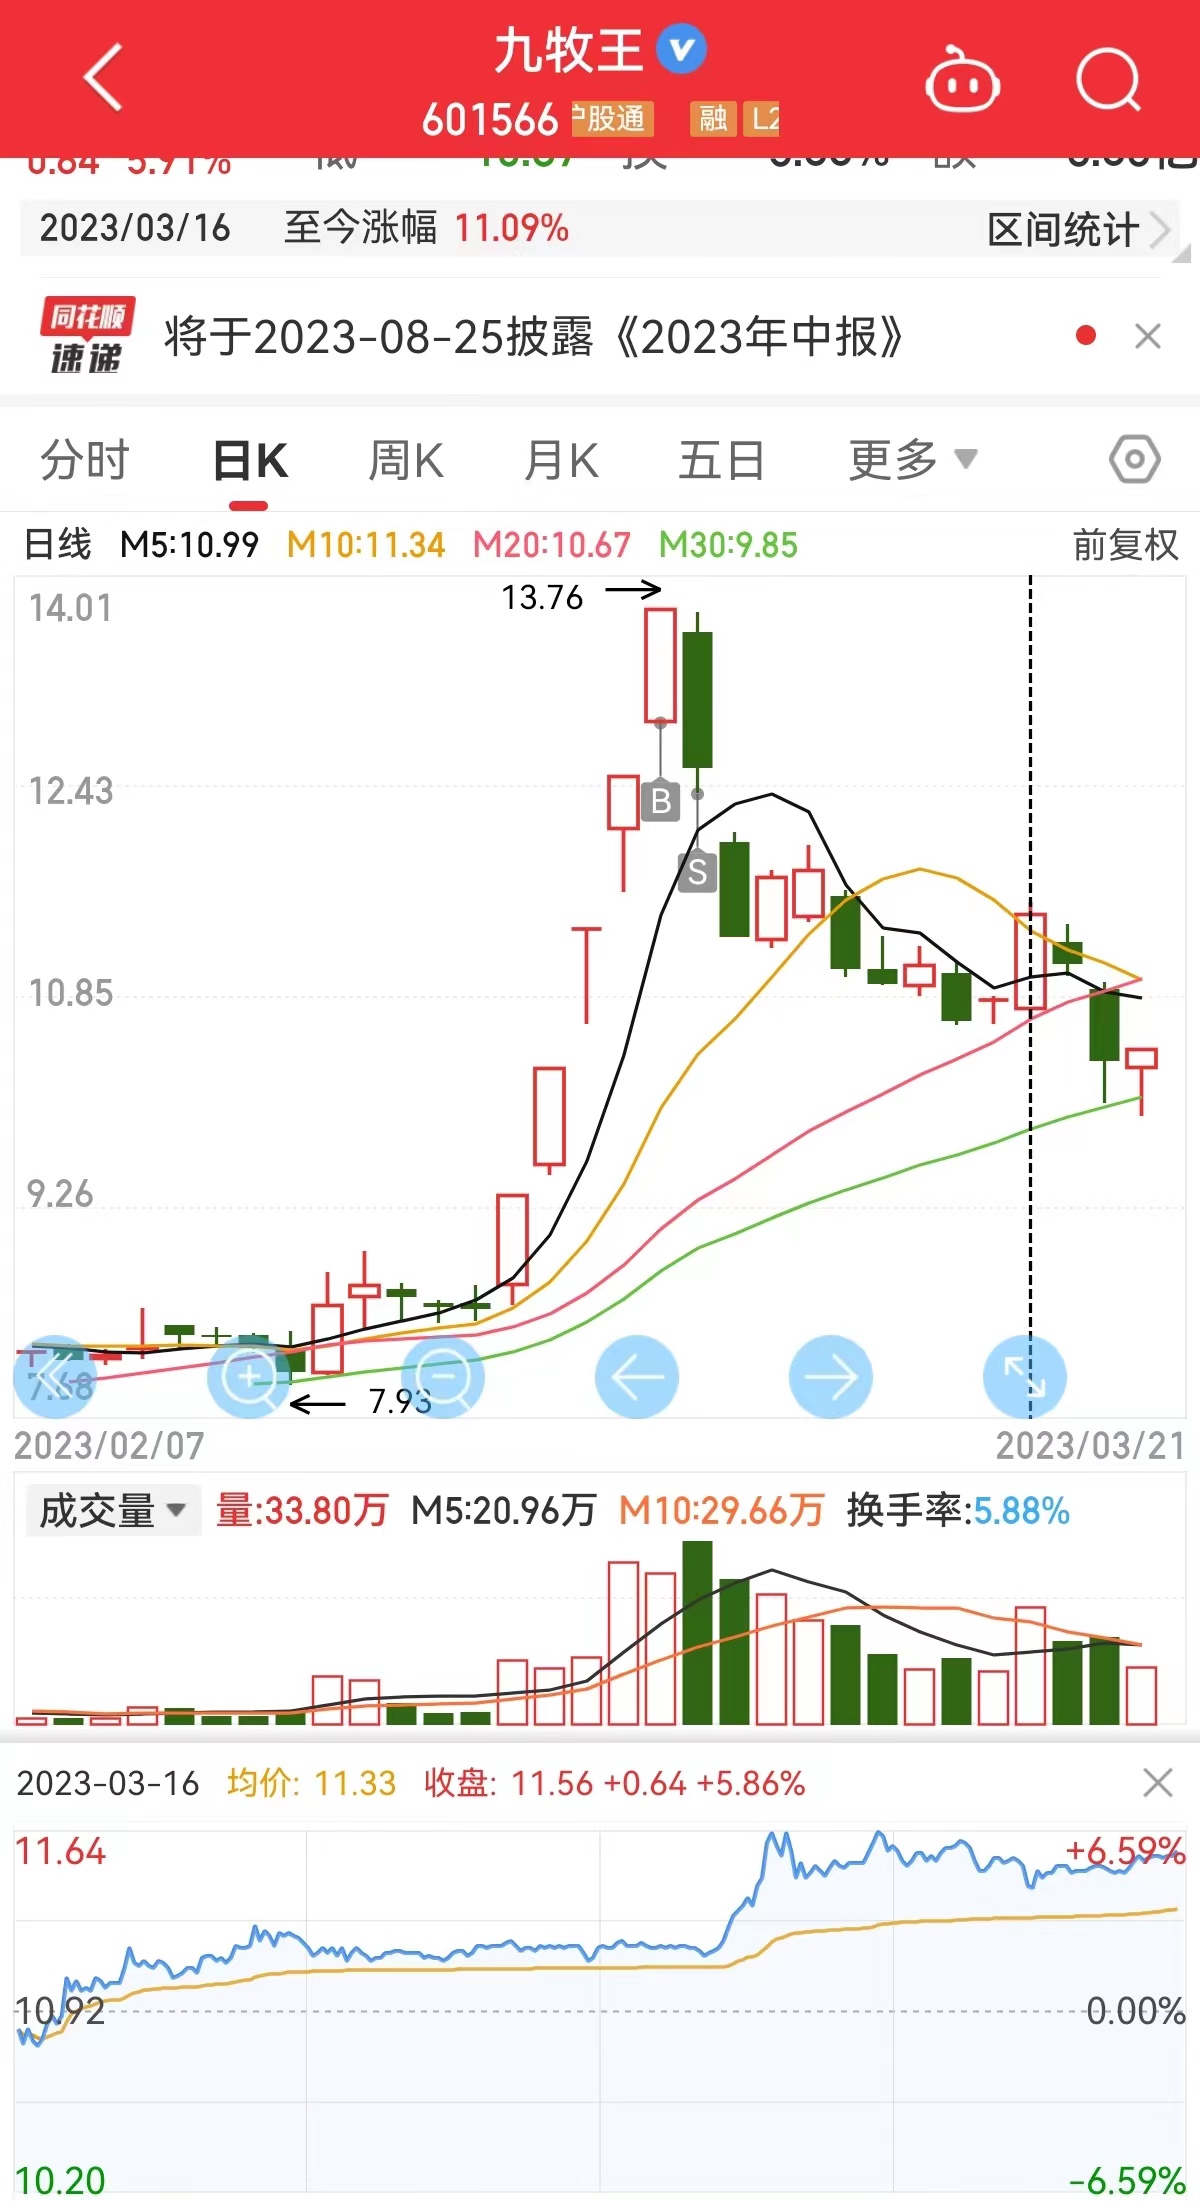 九牧王
601566 股通 融 L2
0.64 5.91%
2023/03/16 至今涨幅 11.09% 区间统计
同花顺
速递
将于2023-08-25披露《2023年中报》
分时 日K 周K 月K 五日 更多
日线 M5:10.99 M10:11.34 M20:10.67 M30:9.85 前复权
14.01
13.76
12.43
B
S
10.85
9.26
7.68
7.93
2023/02/07 2023/03/21
成交量 量:33.80万 M5:20.96万 M10:29.66万 换手率:5.88%
2023-03-16 均价: 11.33 收盘: 11.56 +0.64 +5.86%
11.64 +6.59%
10.92 0.00%
10.20 -6.59%